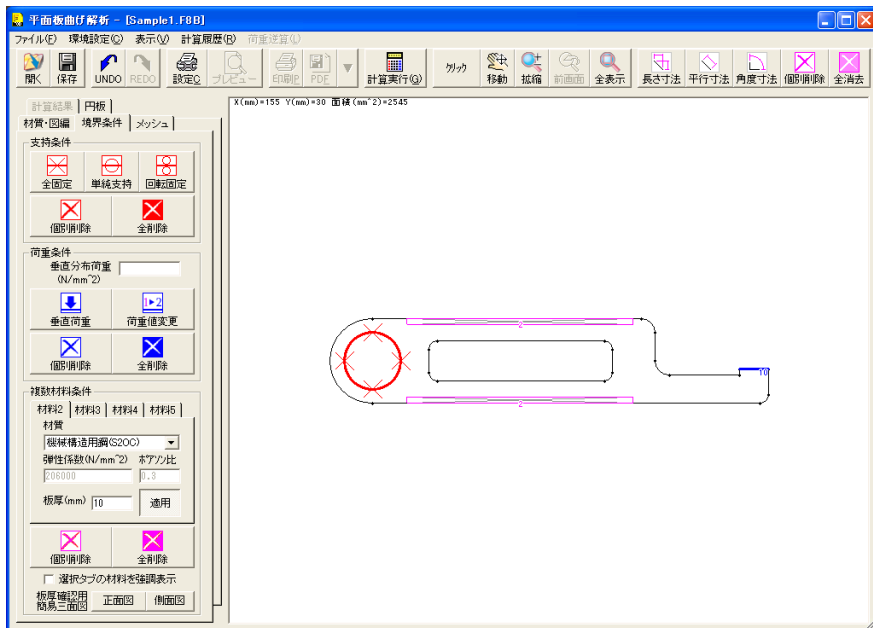 平面板曲げ解析 - [Sample1.F8B]
ファイル(F) 環境設定(C) 表示(V) 計算履歴(R) 荷重逆算(L)
開く 保存 UNDO REDO 設定C プレビュー 印刷P PDF 計算実行(G) クリック 移動 拡縮 前画面 全表示 長さ寸法 平行寸法 角度寸法 個別削除 全消去
計算結果 円板
材質・図編 境界条件 メッシュ
X(mm)=155 Y(mm)=30 面積(mm^2)=2545
支持条件
全固定 単純支持 回転固定
個別削除 全削除
荷重条件
垂直分布荷重
(N/mm^2)
1 2
垂直荷重 荷重値変更
個別削除 全削除
複数材料条件
材料2 材料3 材料4 材料5
材質
機械構造用鋼(S20C)
弾性係数(N/mm^2) ポアソン比
206000 0.3
板厚(mm) 10 適用
個別削除 全削除
選択タブの材料を強調表示
板厚確認用
簡易三面図 正面図 側面図
2
10
2